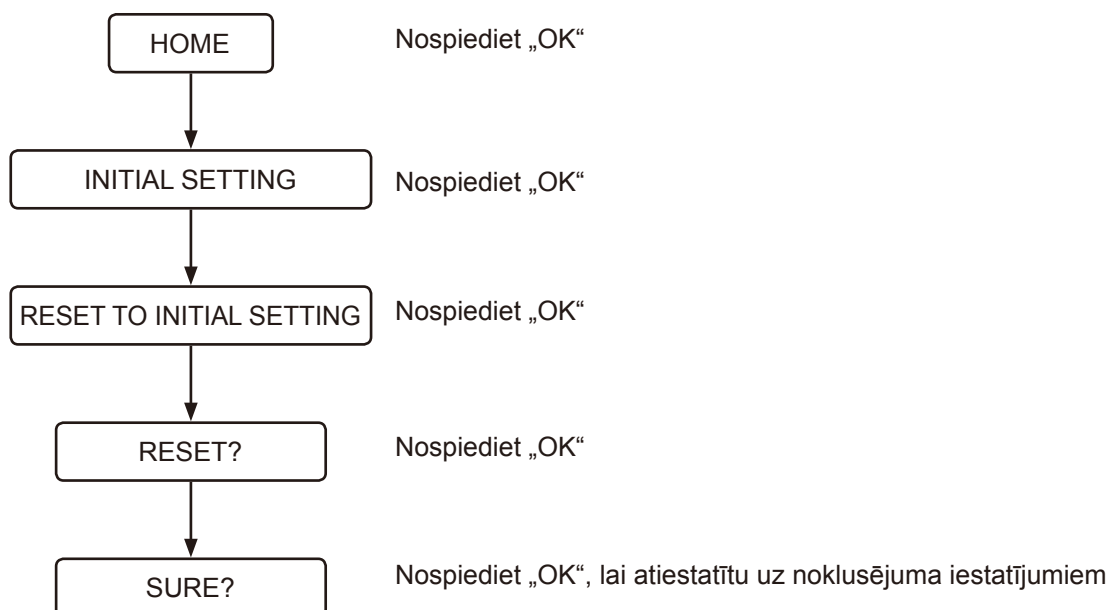 HOME
Nospiediet „OK“
INITIAL SETTING
Nospiediet „OK“
RESET TO INITIAL SETTING
Nospiediet „OK“
RESET?
Nospiediet „OK“
SURE?
Nospiediet „OK“, lai atiestatītu uz noklusējuma iestatījumiem